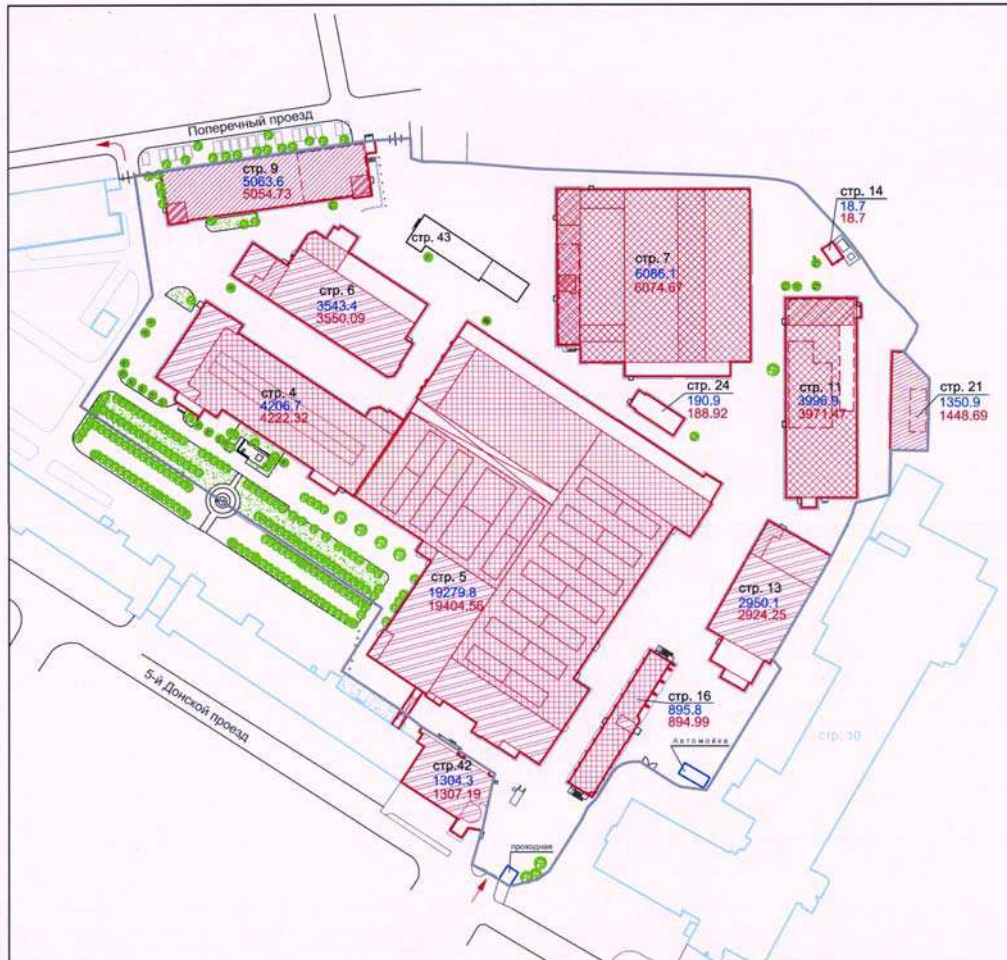 Поперечный проезд
стр. 9
5063.6
5054.73
стр. 14
18.7
18.7
стр. 43
стр. 7
6086.1
6074.67
стр. 6
3543.4
3550.09
стр. 4
4206.7
4222.32
стр. 24
190.9
188.92
стр. 11
3996.9
3971.47
стр. 21
1350.9
1448.69
стр. 5
19279.8
19404.56
стр. 13
2950.1
2924.25
стр. 16
895.8
894.99
5-й Донской проезд
Автомойка
стр. 10
стр.42
1304.3
1307.19
проходная